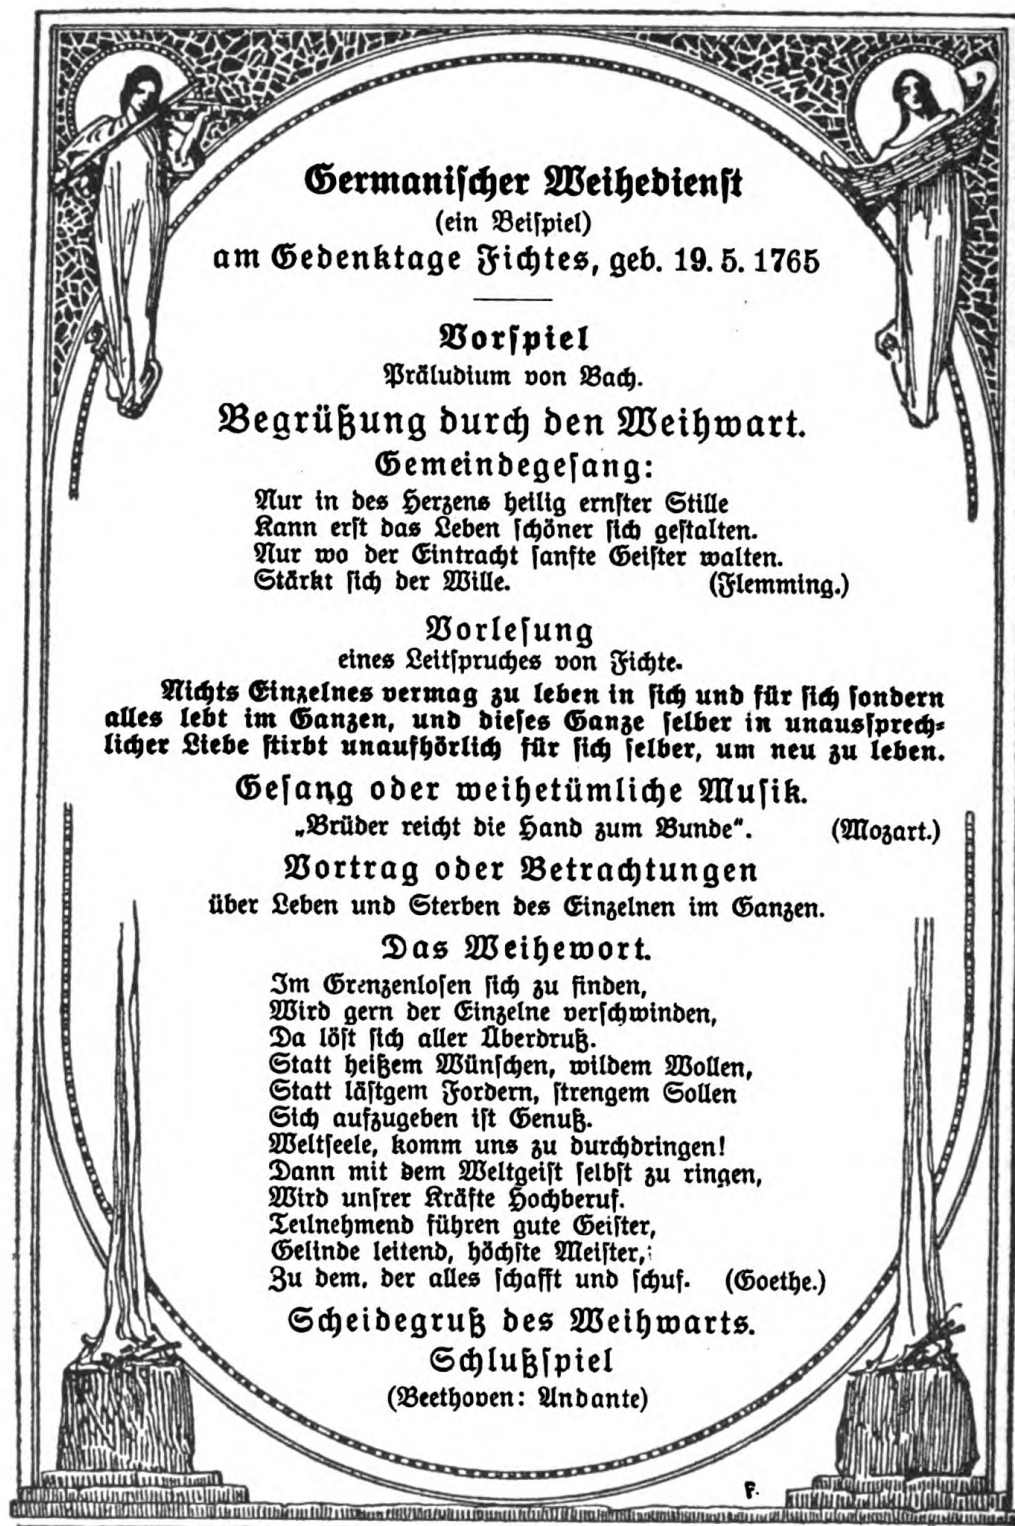 Germanischer Weihedienst
(ein Beispiel)
am Gedenktage Fichtes, geb. 19. 5. 1765
Vorspiel
Präludium von Bach.
Begrüßung durch den Weihwart.
Gemeindegesang:
Nur in des Herzens heilig ernster Stille
Kann erst das Leben schöner sich gestalten.
Nur wo der Eintracht sanfte Geister walten.
Stärkt sich der Wille. (Flemming.)
Vorlesung
eines Leitspruches von Fichte.
Nichts Einzelnes vermag zu leben in sich und für sich sondern
alles lebt im Ganzen, und dieses Ganze selber in unaussprech-
licher Liebe stirbt unaufhörlich für sich selber, um neu zu leben.
Gesang oder weihetümliche Musik.
„Brüder reicht die Hand zum Bunde“. (Mozart.)
Vortrag oder Betrachtungen
über Leben und Sterben des Einzelnen im Ganzen.
Das Weihewort.
Im Grenzenlosen sich zu finden,
Wird gern der Einzelne verschwinden,
Da löst sich aller Überdruß.
Statt heißem Wünschen, wildem Wollen,
Statt lästgem Fordern, strengem Sollen
Sich aufzugeben ist Genuß.
Weltseele, komm uns zu durchdringen!
Dann mit dem Weltgeist selbst zu ringen,
Wird unsrer Kräfte Hochberuf.
Teilnehmend führen gute Geister,
Gelinde leitend, höchste Meister,
Zu dem, der alles schafft und schuf. (Goethe.)
Scheidegruß des Weihwarts.
Schlußspiel
(Beethoven: Andante)
F.